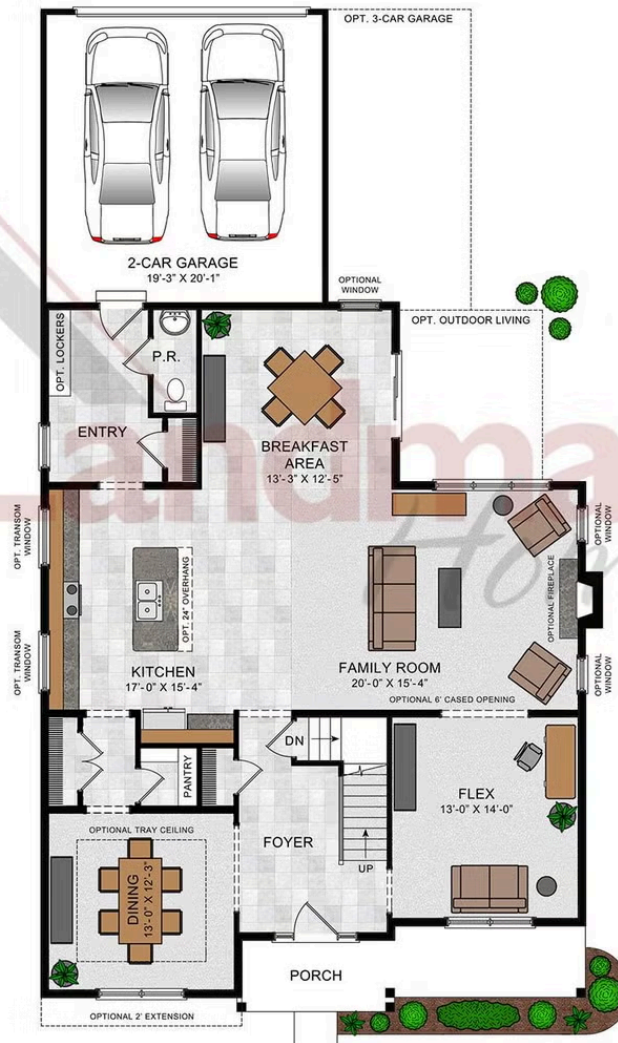 OPT. 3-CAR GARAGE
2-CAR GARAGE
19'-3" X 20'-1"
OPTIONAL
WINDOW
OPT. OUTDOOR LIVING
OPT. LOCKERS
P.R.
ENTRY
BREAKFAST
AREA
13'-3" X 12'-5"
Landma
Hom
OPT. TRANSOM
WINDOW
OPTIONAL
WINDOW
OPT. 24" OVERHANG
OPTIONAL FIREPLACE
OPT. TRANSOM
WINDOW
KITCHEN
17'-0" X 15'-4"
FAMILY ROOM
20'-0" X 15'-4"
OPTIONAL
WINDOW
OPTIONAL 6' CASED OPENING
DN
PANTRY
FLEX
13'-0" X 14'-0"
OPTIONAL TRAY CEILING
FOYER
UP
DINING
13'-0" X 12'-3"
PORCH
OPTIONAL 2' EXTENSION